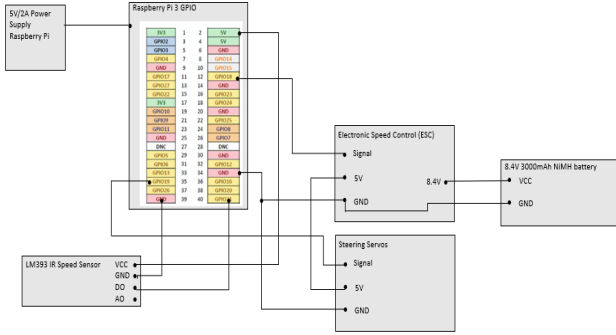 5V/2A Power
Supply
Raspberry Pi
Raspberry Pi 3 GPIO
3V3 1 2 5V
GPIO2 3 4 5V
GPIO3 5 6 GND
GPIO4 7 8 GPIO14
GND 9 10 GPIO15
GPIO17 11 12 GPIO18
GPIO27 13 14 GND
GPIO22 15 16 GPIO23
3V3 17 18 GPIO24
GPIO10 19 20 GND
GPIO9 21 22 GPIO25
GPIO11 23 24 GPIO8
GND 25 26 GPIO7
DNC 27 28 DNC
GPIO5 29 30 GND
GPIO6 31 32 GPIO12
GPIO13 33 34 GND
GPIO19 35 36 GPIO16
GPIO26 37 38 GPIO20
GND 39 40
Electronic Speed Control (ESC)
Signal
5V
8.4V
GND
8.4V 3000mAh NiMH battery
VCC
GND
Steering Servos
Signal
5V
GND
LM393 IR Speed Sensor
VCC
GND
DO
AO